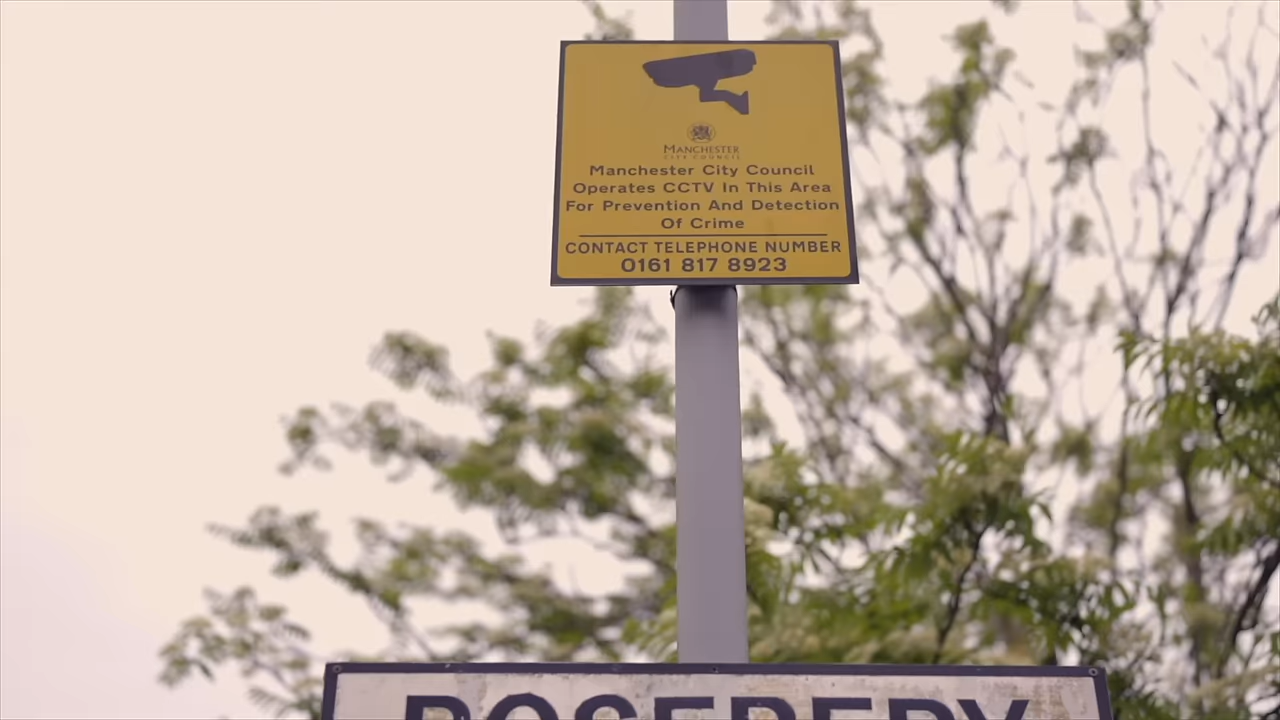 MANCHESTER
CITY COUNCIL
Manchester City Council
Operates CCTV In This Area
For Prevention And Detection
Of Crime
CONTACT TELEPHONE NUMBER
0161 817 8923
ROSEBERY